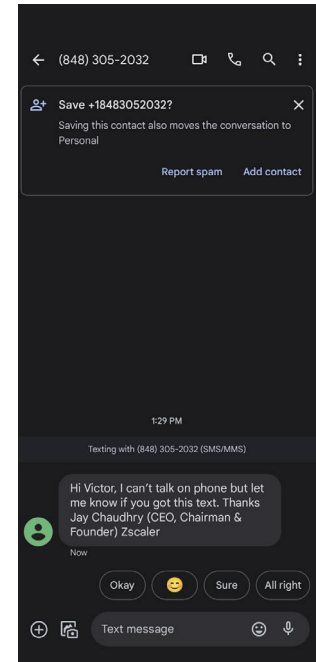 (848) 305-2032
Save +18483052032?
Saving this contact also moves the conversation to
Personal
Report spam Add contact
1:29 PM
Texting with (848) 305-2032 (SMS/MMS)
Hi Victor, I can't talk on phone but let
me know if you got this text. Thanks
Jay Chaudhry (CEO, Chairman &
Founder) Zscaler
Now
Okay 😊 Sure All right
Text message